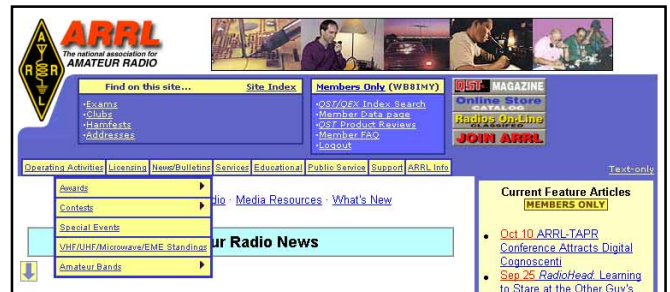 ARRL
The national association for
AMATEUR RADIO
A
R R
L
Find on this site... Site Index
·Exams
·Clubs
·Hamfests
·Addresses
Members Only (WB8IMY)
·QST/QEX Index Search
·Member Data page
·QST Product Reviews
·Member FAQ
·Logout
QST MAGAZINE
Online Store
CATALOG
Radios On-Line
CLASSIFIED
JOIN ARRL
Operating Activities Licensing News/Bulletins Services Educational Public Service Support ARRL Info
Text-only
Awards
Contests
Special Events
VHF/UHF/Microwave/EME Standings
Amateur Bands
dio · Media Resources · What's New
ur Radio News
Current Feature Articles
MEMBERS ONLY
Oct 10 ARRL-TAPR
Conference Attracts Digital
Cognoscenti
Sep 25 RadioHead: Learning
to Stare at the Other Guy's